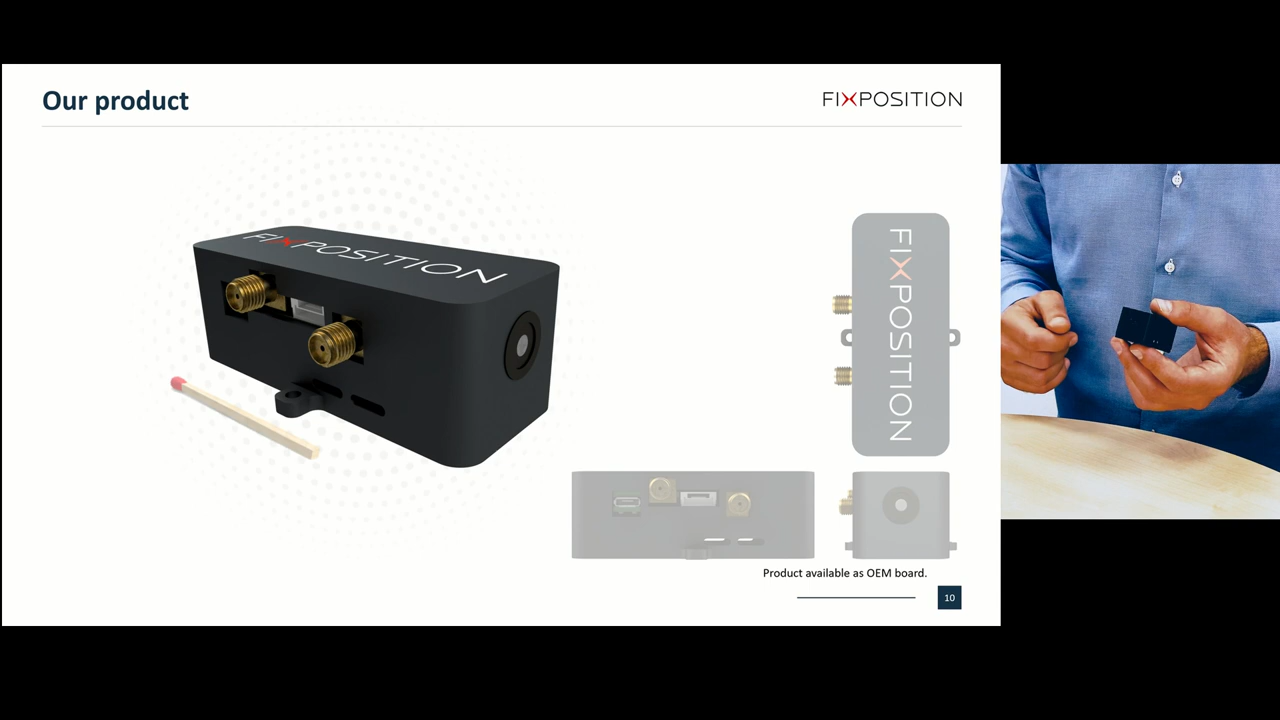 Our product
FIXPOSITION
FIXPOSITION
FIXPOSITION
Product available as OEM board.
10